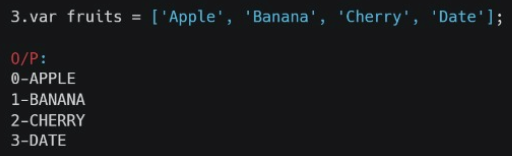 3.var fruits = ['Apple', 'Banana', 'Cherry', 'Date'];
O/P:
0-APPLE
1-BANANA
2-CHERRY
3-DATE